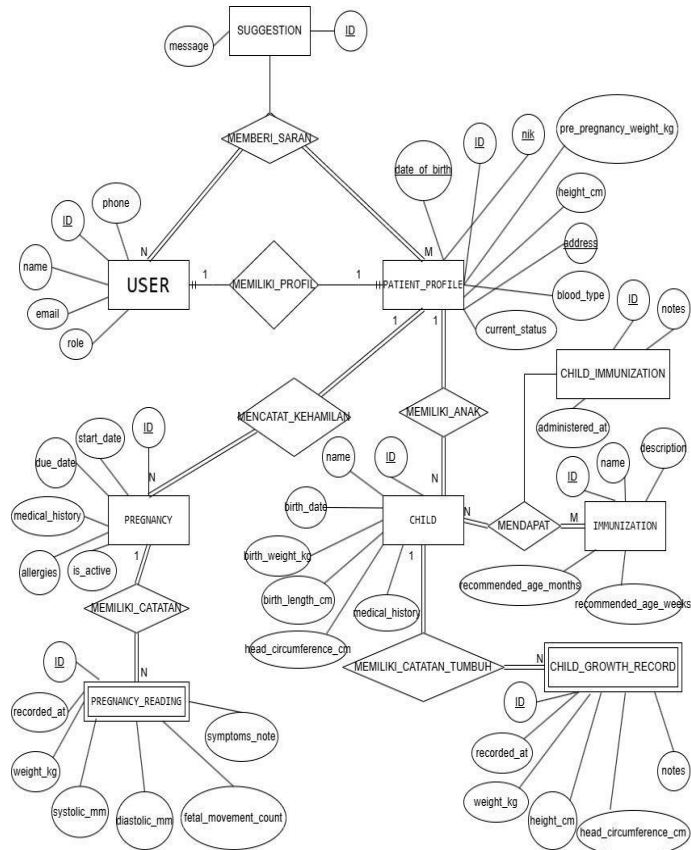 SUGGESTION
ID
message
MEMBERI_SARAN
pre_pregnancy_weight_kg
ID
nik
date_of_birth
phone
ID
height_cm
N
M
name
USER
1
MEMILIKI_PROFIL
1
PATIENT_PROFILE
address
email
role
blood_type
current_status
1
1
ID
notes
CHILD_IMMUNIZATION
administered_at
MENCATAT_KEHAMILAN
MEMILIKI_ANAK
start_date
ID
due_date
name
ID
description
name
ID
N
N
medical_history
PREGNANCY
birth_date
CHILD
N
MENDAPAT
M
IMMUNIZATION
allergies
is_active
1
birth_weight_kg
1
recommended_age_months
recommended_age_weeks
birth_length_cm
medical_history
MEMILIKI_CATATAN
head_circumference_cm
MEMILIKI_CATATAN_TUMBUH
N
CHILD_GROWTH_RECORD
ID
N
PREGNANCY_READING
ID
recorded_at
symptoms_note
recorded_at
weight_kg
notes
weight_kg
systolic_mm
diastolic_mm
fetal_movement_count
height_cm
head_circumference_cm